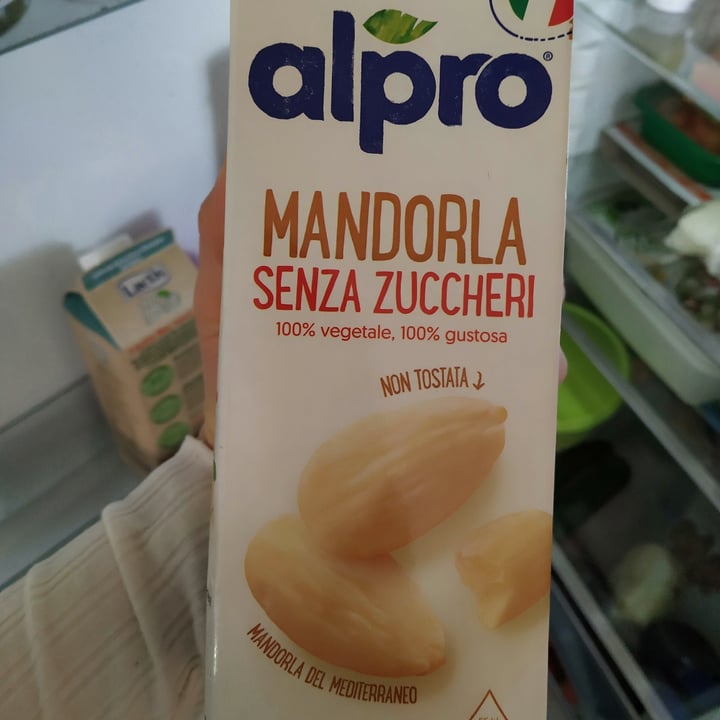 alpro®
MANDORLA
SENZA ZUCCHERI
100% vegetale, 100% gustosa
NON TOSTATA
MANDORLA DEL MEDITERRANEO